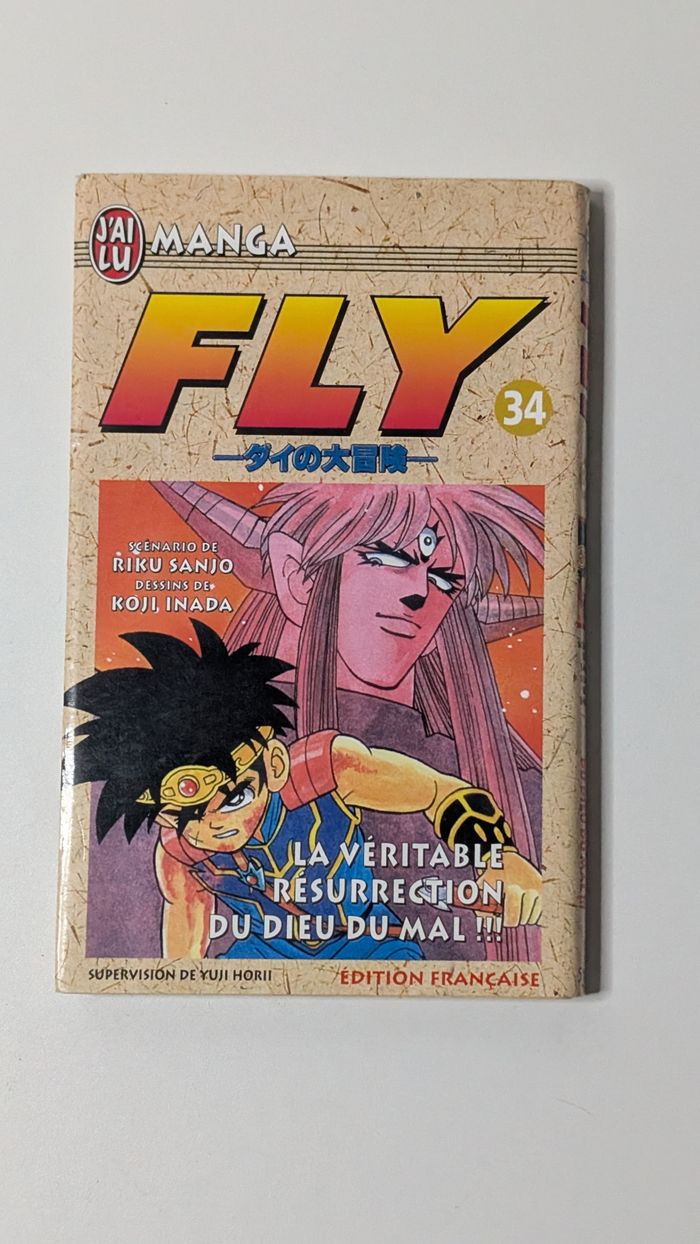 J'AI LU
MANGA
FLY
34
ダイの大冒険
SCÉNARIO DE
RIKU SANJO
DESSINS DE
KOJI INADA
LA VÉRITABLE
RÉSURRECTION
DU DIEU DU MAL !!!
SUPERVISION DE YUJI HORII
ÉDITION FRANÇAISE